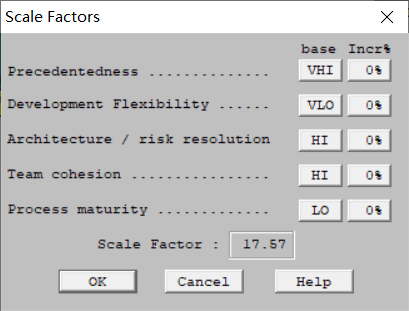 Scale Factors
base Incr%
Precedentedness .............. VHI 0%
Development Flexibility ...... VLO 0%
Architecture / risk resolution HI 0%
Team cohesion ................ HI 0%
Process maturity ............. LO 0%
Scale Factor : 17.57
OK Cancel Help